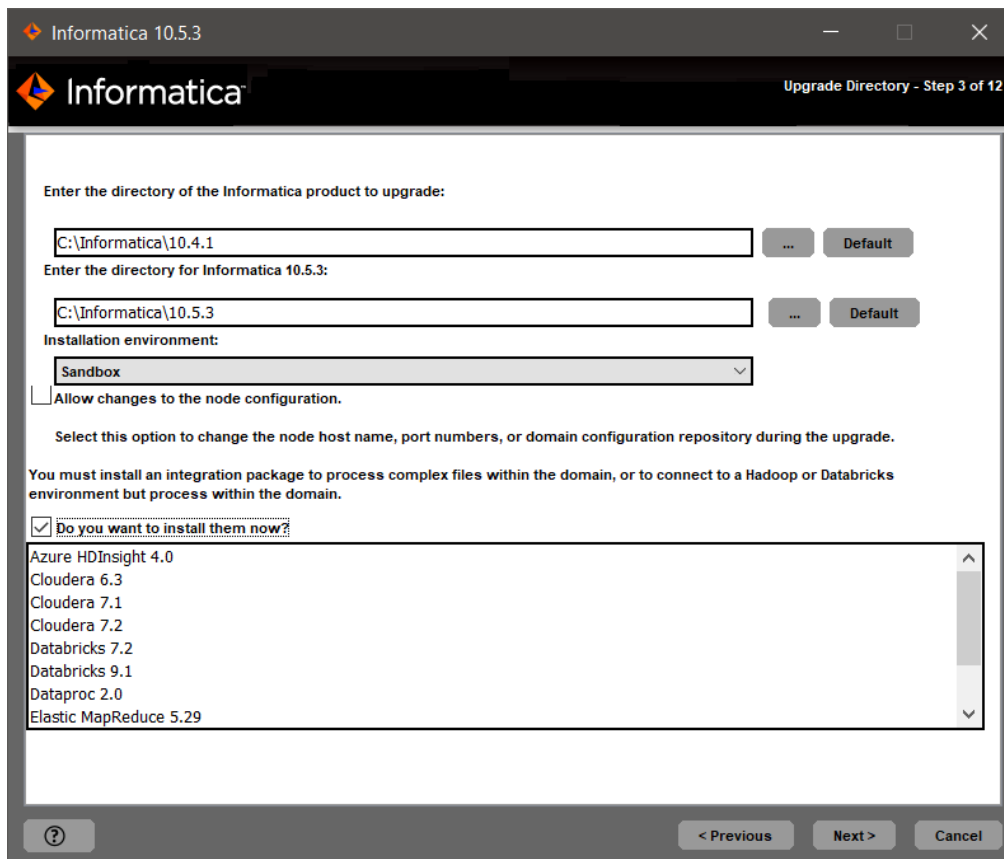 Informatica 10.5.3
Informatica
Upgrade Directory - Step 3 of 12
Enter the directory of the Informatica product to upgrade:
C:\Informatica\10.4.1
...
Default
Enter the directory for Informatica 10.5.3:
C:\Informatica\10.5.3
...
Default
Installation environment:
Sandbox
Allow changes to the node configuration.
Select this option to change the node host name, port numbers, or domain configuration repository during the upgrade.
You must install an integration package to process complex files within the domain, or to connect to a Hadoop or Databricks
environment but process within the domain.
Do you want to install them now?
Azure HDInsight 4.0
Cloudera 6.3
Cloudera 7.1
Cloudera 7.2
Databricks 7.2
Databricks 9.1
Dataproc 2.0
Elastic MapReduce 5.29
?
< Previous
Next >
Cancel